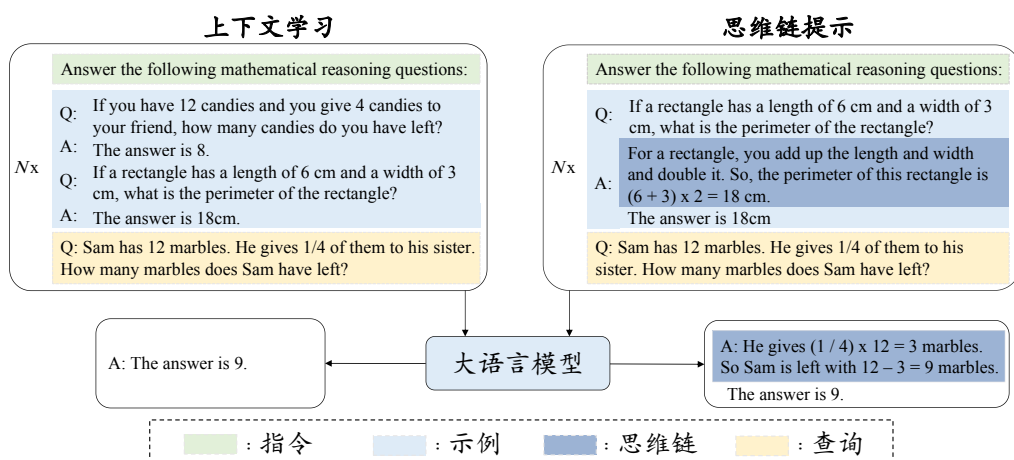 上下文学习
Answer the following mathematical reasoning questions:
Nx
Q: If you have 12 candies and you give 4 candies to
your friend, how many candies do you have left?
A: The answer is 8.
Q: If a rectangle has a length of 6 cm and a width of 3
cm, what is the perimeter of the rectangle?
A: The answer is 18cm.
Q: Sam has 12 marbles. He gives 1/4 of them to his sister.
How many marbles does Sam have left?
思维链提示
Answer the following mathematical reasoning questions:
Nx
Q: If a rectangle has a length of 6 cm and a width of 3
cm, what is the perimeter of the rectangle?
A: For a rectangle, you add up the length and width
and double it. So, the perimeter of this rectangle is
(6 + 3) x 2 = 18 cm.
The answer is 18cm
Q: Sam has 12 marbles. He gives 1/4 of them to his
sister. How many marbles does Sam have left?
A: The answer is 9.
大语言模型
A: He gives (1 / 4) x 12 = 3 marbles.
So Sam is left with 12 – 3 = 9 marbles.
The answer is 9.
: 指令
: 示例
: 思维链
: 查询